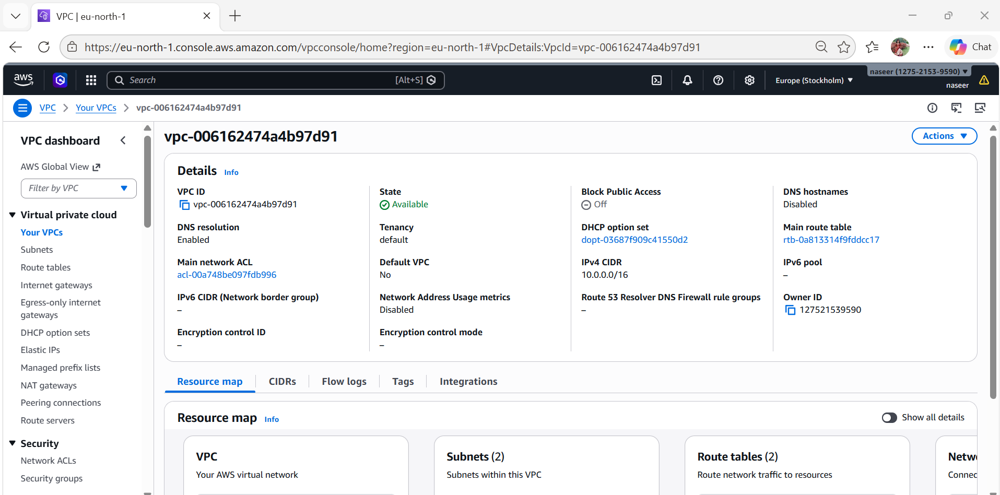 VPC | eu-north-1
https://eu-north-1.console.aws.amazon.com/vpcconsole/home?region=eu-north-1#VpcDetails:VpcId=vpc-006162474a4b97d91
Chat
aws
Search
[Alt+S]
Europe (Stockholm)
naseer (1275-2153-9590)
naseer
VPC
Your VPCs
vpc-006162474a4b97d91
VPC dashboard
AWS Global View
Filter by VPC
Virtual private cloud
Your VPCs
Subnets
Route tables
Internet gateways
Egress-only internet
gateways
DHCP option sets
Elastic IPs
Managed prefix lists
NAT gateways
Peering connections
Route servers
Security
Network ACLs
Security groups
vpc-006162474a4b97d91
Actions
Details Info
VPC ID
vpc-006162474a4b97d91
State
Available
Block Public Access
Off
DNS hostnames
Disabled
DNS resolution
Enabled
Tenancy
default
DHCP option set
dopt-03687f909c41550d2
Main route table
rtb-0a813314f9fddcc17
Main network ACL
acl-00a748be097fdb996
Default VPC
No
IPv4 CIDR
10.0.0.0/16
IPv6 pool
–
IPv6 CIDR (Network border group)
–
Network Address Usage metrics
Disabled
Route 53 Resolver DNS Firewall rule groups
–
Owner ID
127521539590
Encryption control ID
–
Encryption control mode
–
Resource map
CIDRs
Flow logs
Tags
Integrations
Resource map Info
Show all details
VPC
Your AWS virtual network
Subnets (2)
Subnets within this VPC
Route tables (2)
Route network traffic to resources
Netw
Connec